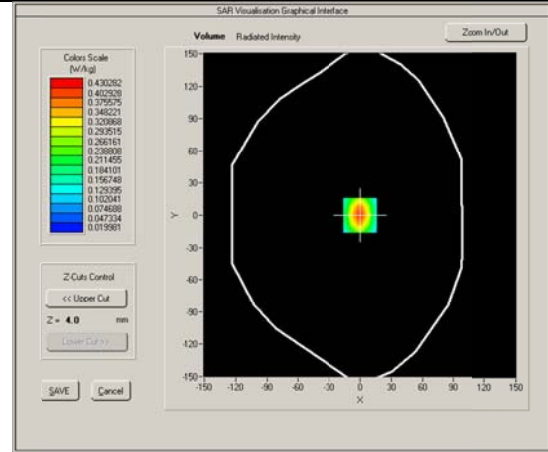 SAR Visualisation Graphical Interface
Volume Radiated Intensity
Zoom In/Out
Colors Scale
(W/kg)
0.430282
0.402928
0.375575
0.348221
0.320868
0.293515
0.266161
0.238808
0.211455
0.184101
0.156748
0.129395
0.102041
0.074688
0.047334
0.019981
150
120
90
60
30
Y
0
-30
-60
-90
-120
-150
-150 -120 -90 -60 -30 0 30 60 90 120 150
X
Z-Cuts Control
<< Upper Cut
Z = 4.0 mm
Lower Cut >>
SAVE
Cancel